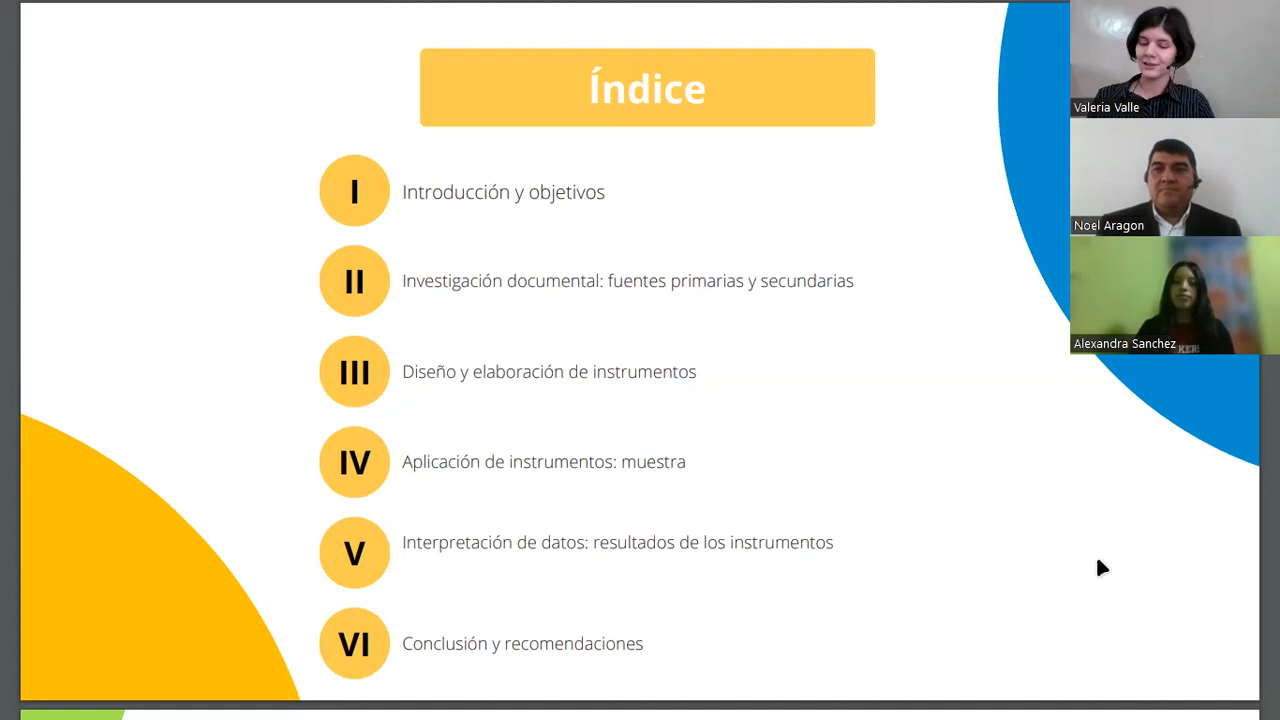 Índice
I
Introducción y objetivos
II
Investigación documental: fuentes primarias y secundarias
III
Diseño y elaboración de instrumentos
IV
Aplicación de instrumentos: muestra
V
Interpretación de datos: resultados de los instrumentos
VI
Conclusión y recomendaciones
Valeria Valle
Noel Aragon
Alexandra Sanchez